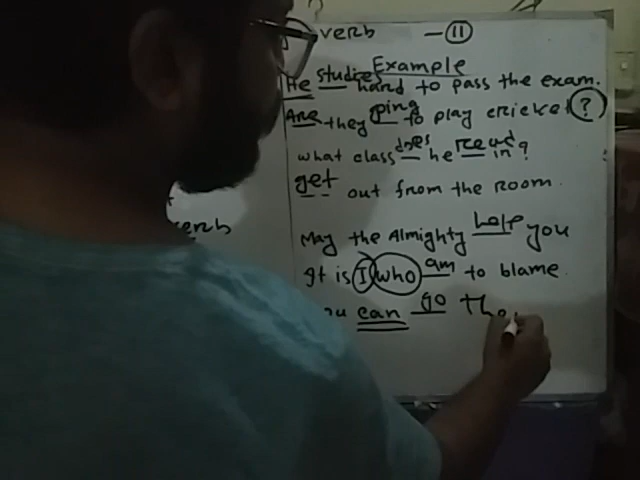 verb — 11
Example
He studies hard to pass the exam.
Are they going to play cricket?
what class does he read in?
get out from the room.
verb
May the Almighty help you
It is I who am to blame.
can go The